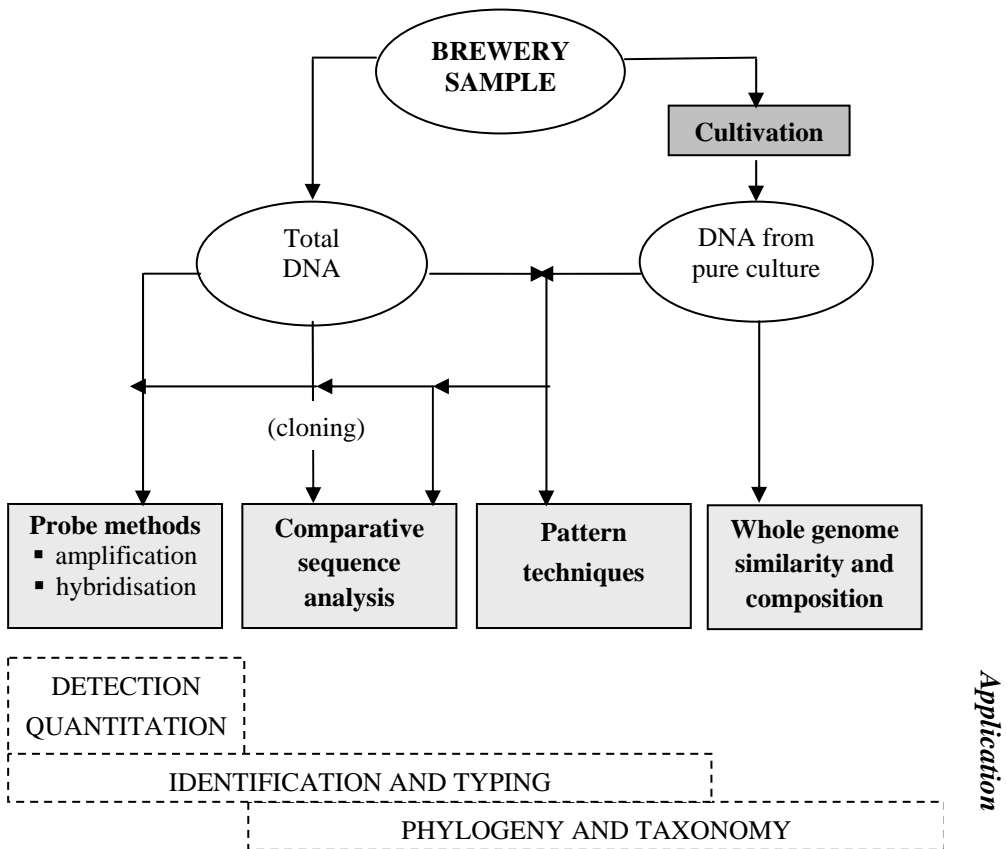 BREWERY
SAMPLE
Cultivation
Total
DNA
DNA from
pure culture
(cloning)
Probe methods
▪ amplification
▪ hybridisation
Comparative
sequence
analysis
Pattern
techniques
Whole genome
similarity and
composition
DETECTION
QUANTITATION
IDENTIFICATION AND TYPING
PHYLOGENY AND TAXONOMY
Application